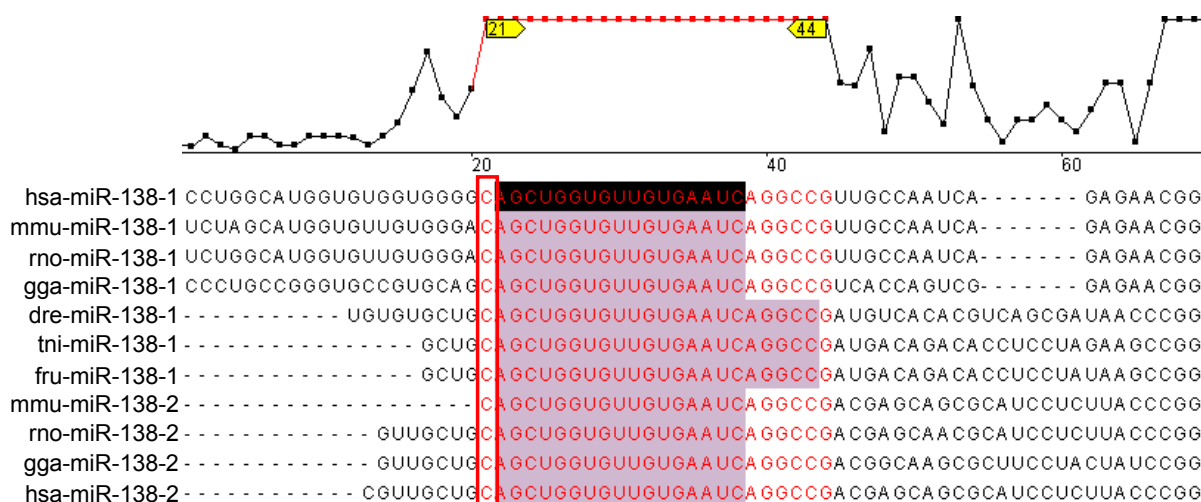 21 44
20 40 60
hsa-miR-138-1 CCUGGCAUGGUGUGGUGGGGCAGCUGGUGUUGUGAAUCAGGCCGUUGCCAAUCA-------GAGAACGG
mmu-miR-138-1 UCUAGCAUGGUGUUGUGGGACAGCUGGUGUUGUGAAUCAGGCCGUUGCCAAUCA-------GAGAACGG
rno-miR-138-1 UCUGGCAUGGUGUUGUGGGACAGCUGGUGUUGUGAAUCAGGCCGUUGCCAAUCA-------GAGAACGG
gga-miR-138-1 CCCUGCCGGGUGCCGUGCAGCAGCUGGUGUUGUGAAUCAGGCCGUCACCAGUCG-------GAGAACGG
dre-miR-138-1 -----------UGUGUGCUGCAGCUGGUGUUGUGAAUCAGGCCGAUGUCACACGUCAGCGAUAACCCGG
tni-miR-138-1 ----------------GCUGCAGCUGGUGUUGUGAAUCAGGCCGAUGACAGACACCUCCUAGAAGCCGG
fru-miR-138-1 ----------------GCUGCAGCUGGUGUUGUGAAUCAGGCCGAUGACAGACACCUCCUAUAAGCCGG
mmu-miR-138-2 --------------------CAGCUGGUGUUGUGAAUCAGGCCGACGAGCAGCGCAUCCUCUUACCCGG
rno-miR-138-2 -------------GUUGCUGCAGCUGGUGUUGUGAAUCAGGCCGACGAGCAACGCAUCCUCUUACCCGG
gga-miR-138-2 -------------GUUGCUGCAGCUGGUGUUGUGAAUCAGGCCGACGGCAAGCGCUUCCUACUAUCCGG
hsa-miR-138-2 ------------CGUUGCUGCAGCUGGUGUUGUGAAUCAGGCCGACGAGCAGCGCAUCCUCUUACCCGG